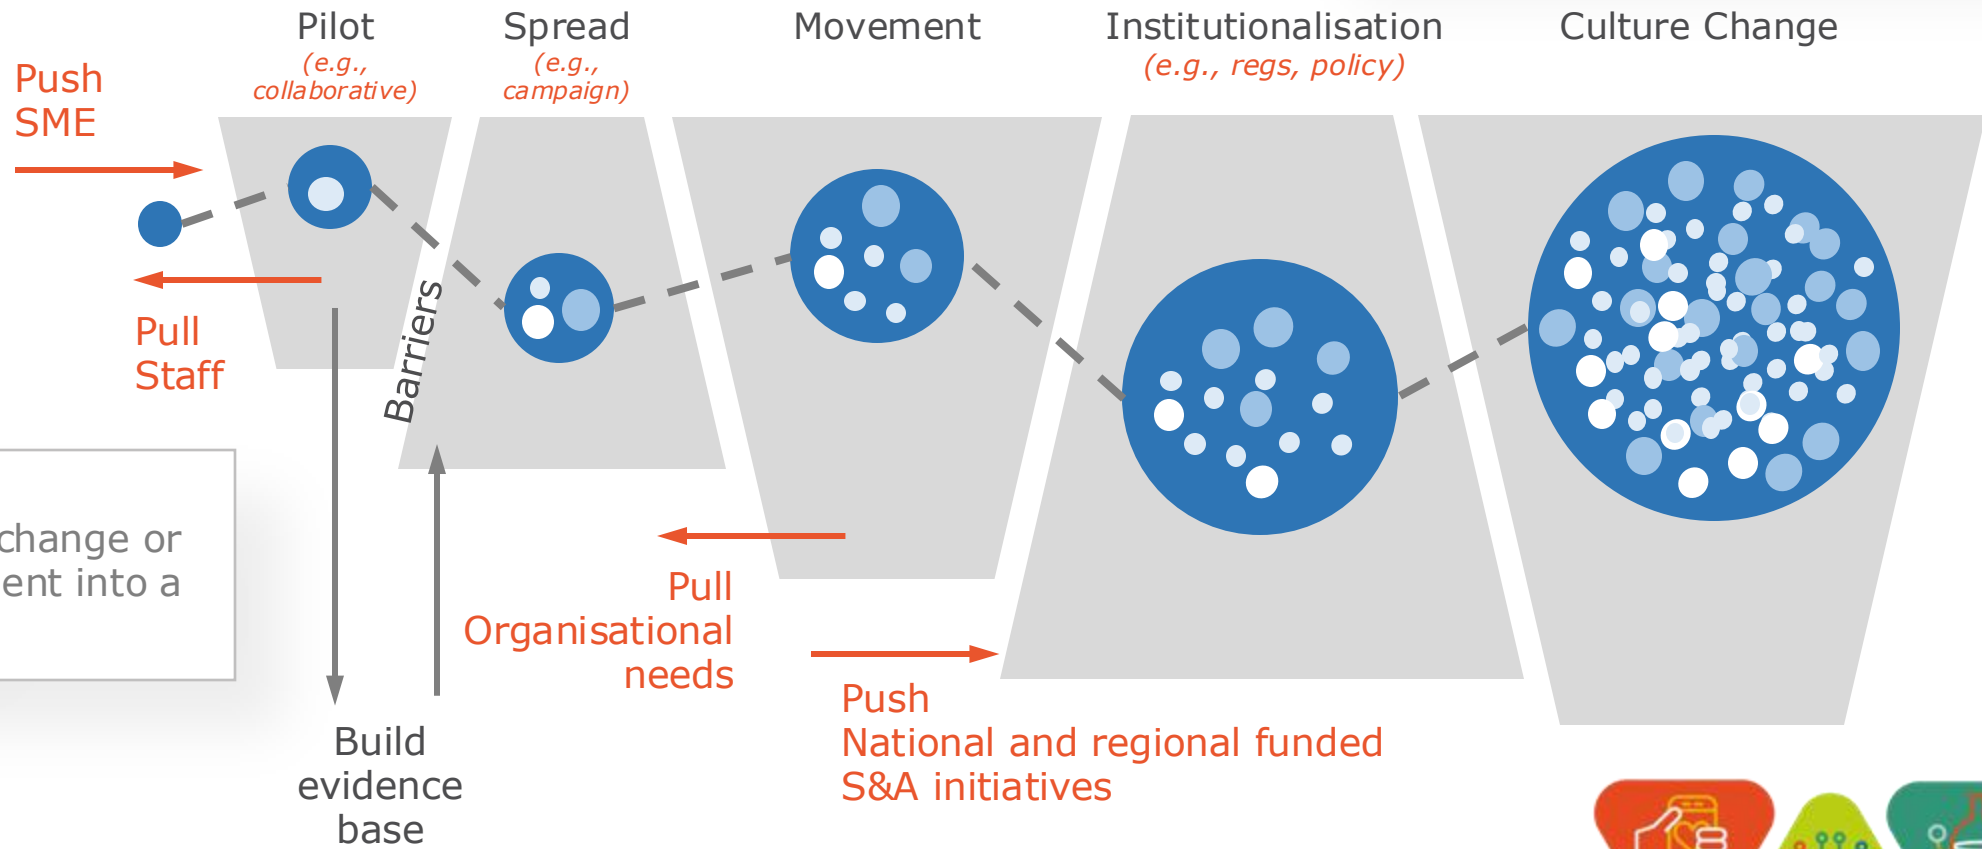 Pilot
(e.g.,
collaborative)
Spread
(e.g.,
campaign)
Movement
Institutionalisation
(e.g., regs, policy)
Culture Change
Push
SME
Pull
Staff
Barriers
change or
ent into a
Pull
Organisational
needs
Push
National and regional funded
S&A initiatives
Build
evidence
base